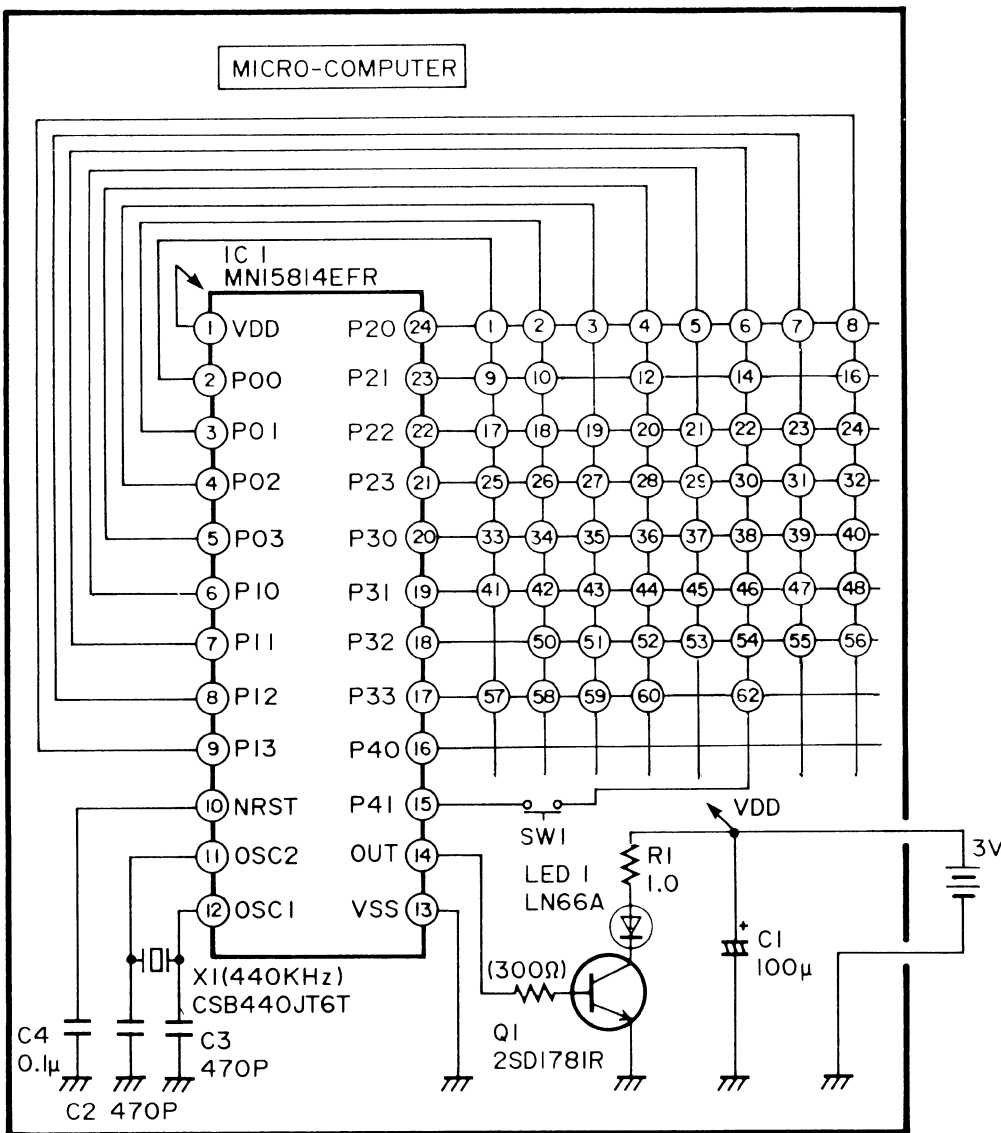 MICRO-COMPUTER
IC 1
MN15814EFR
1 VDD P20 24 1 2 3 4 5 6 7 8
2 P00 P21 23 9 10 12 14 16
3 P01 P22 22 17 18 19 20 21 22 23 24
4 P02 P23 21 25 26 27 28 29 30 31 32
5 P03 P30 20 33 34 35 36 37 38 39 40
6 P10 P31 19 41 42 43 44 45 46 47 48
7 P11 P32 18 50 51 52 53 54 55 56
8 P12 P33 17 57 58 59 60 62
9 P13 P40 16
10 NRST P41 15
SW1
VDD
11 OSC2 OUT 14
LED 1
LN66A
R1
1.0
3V
12 OSC1 VSS 13
+
C1
100μ
X1(440KHz)
CSB440JT6T
(300Ω)
Q1
2SD1781R
C4
0.1μ
C3
470P
C2 470P